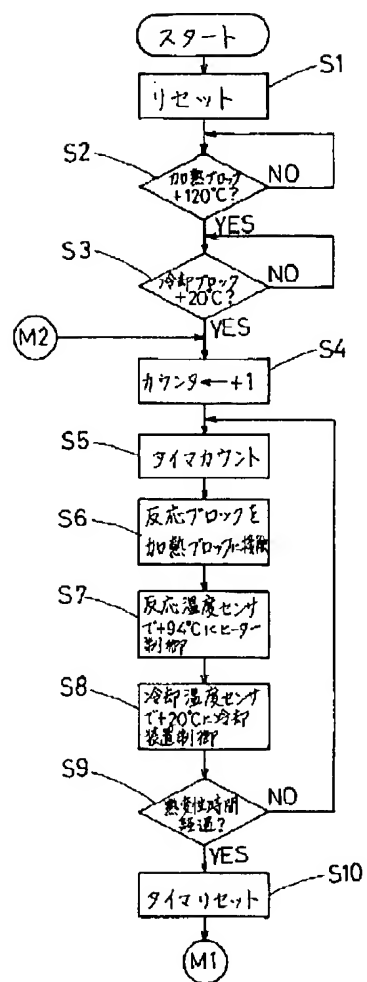 スタート
S1
リセット
S2
加熱ブロック
+120℃?
NO
YES
S3
冷却ブロック
+20℃?
NO
YES
M2
S4
カウンタ←+1
S5
タイマカウント
S6
反応ブロックを
加熱ブロックに接触
S7
反応温度センサ
で+94℃にヒーター
制御
S8
冷却温度センサ
で+20℃に冷却
装置制御
S9
熱変性時間
経過?
NO
YES
S10
タイマリセット
M1